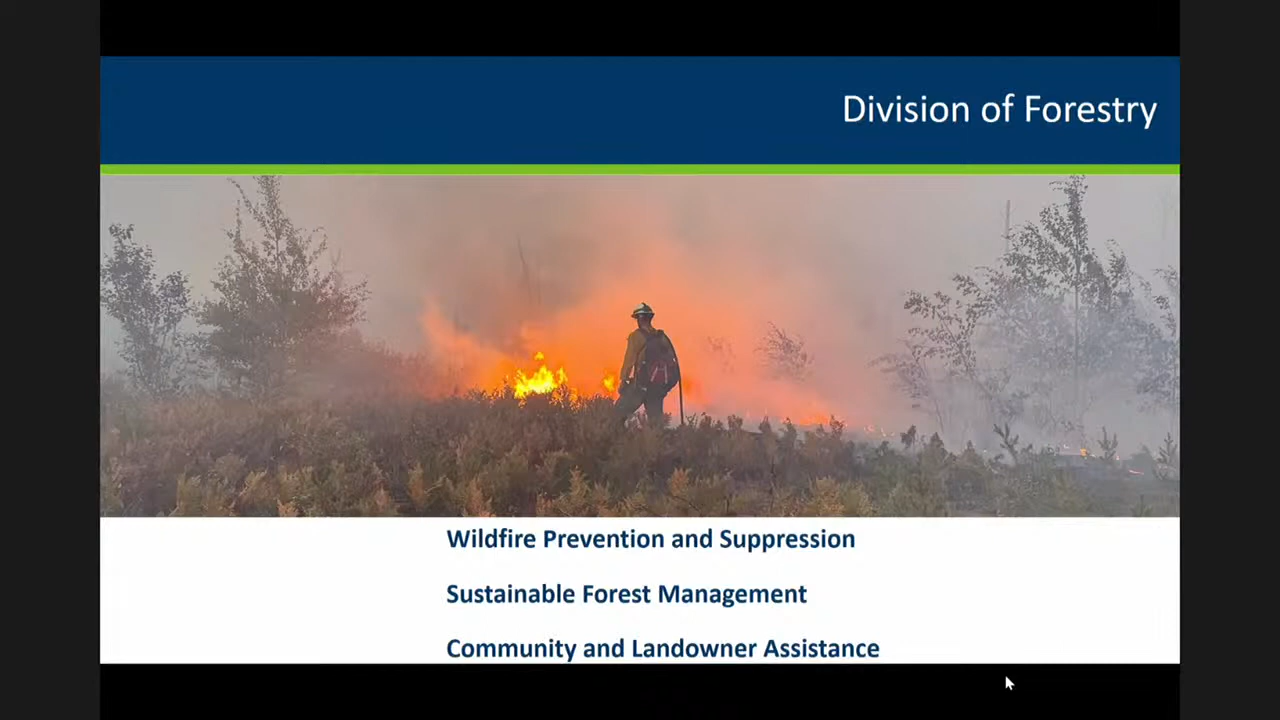 Division of Forestry
Wildfire Prevention and Suppression
Sustainable Forest Management
Community and Landowner Assistance